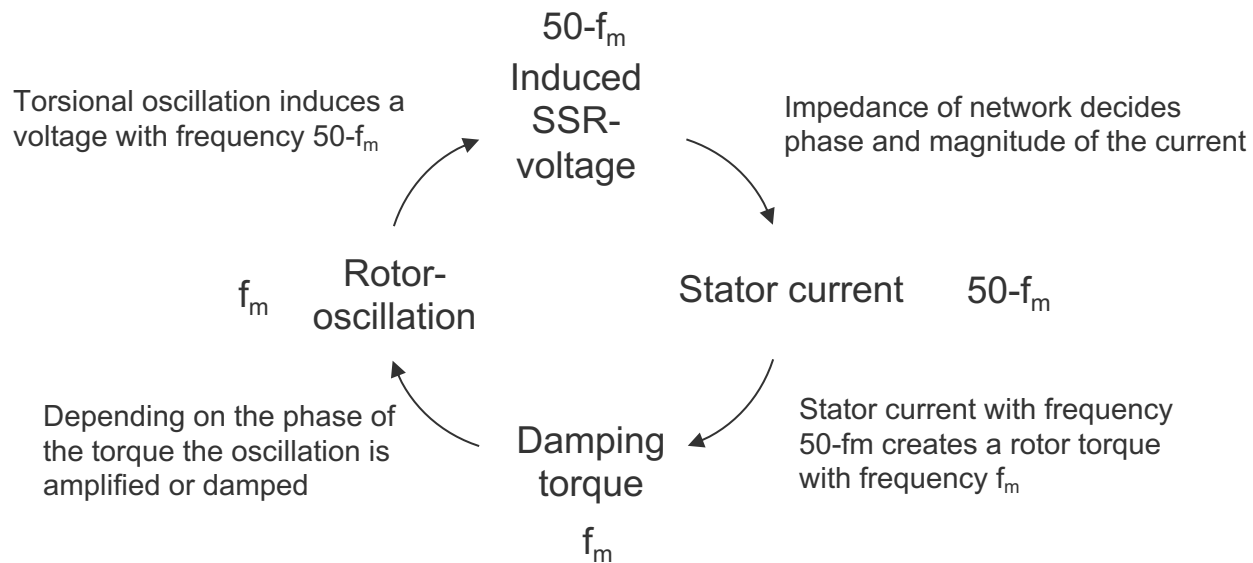 50-fm
Induced
SSR-
voltage
Torsional oscillation induces a
voltage with frequency 50-fm
Impedance of network decides
phase and magnitude of the current
fm
Rotor-
oscillation
Stator current
50-fm
Depending on the phase of
the torque the oscillation is
amplified or damped
Damping
torque
fm
Stator current with frequency
50-fm creates a rotor torque
with frequency fm